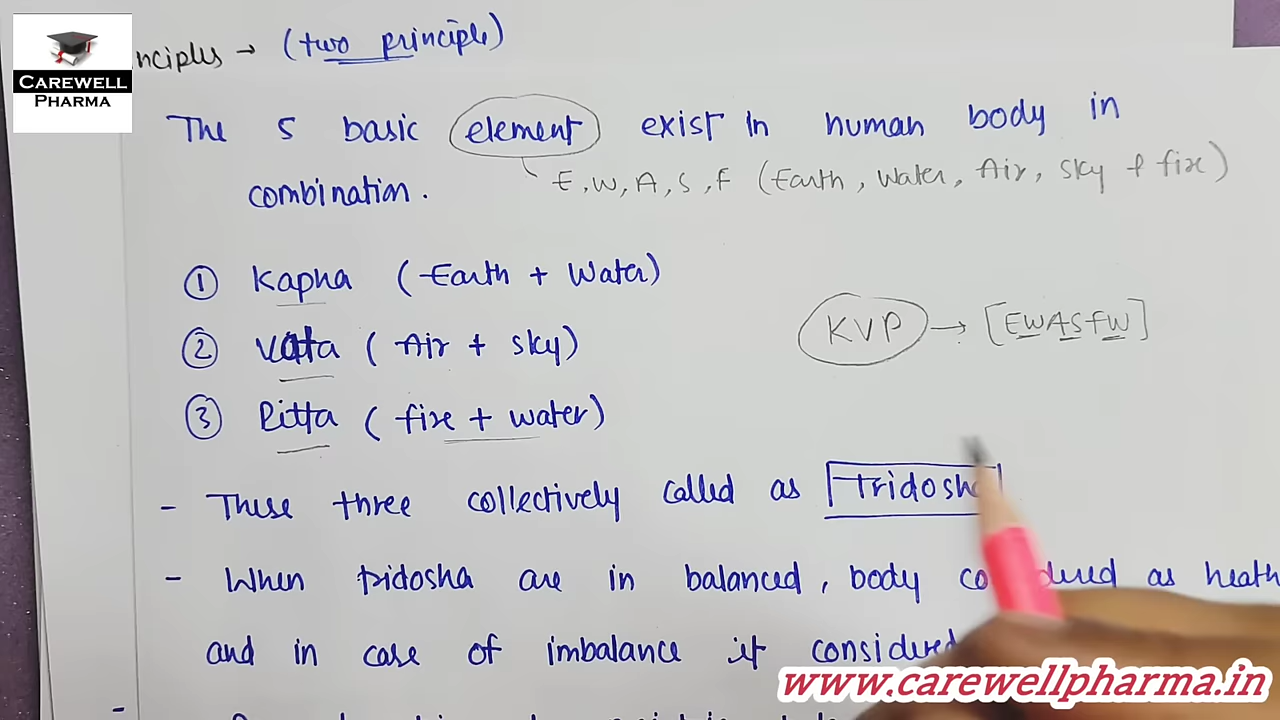 CAREWELL
PHARMA
nciples → (two principle)
The 5 basic element exist in human body in
combination.
E, W, A, S, F (Earth, Water, Air, Sky & fire)
① Kapha (Earth + Water)
② Vata (Air + Sky)
KVP → [EWASFW]
③ Pitta (fire + water)
- These three collectively called as Tridosha
- When tridosha are in balanced, body as heath
and in case of imbalance it considered
www.carewellpharma.in